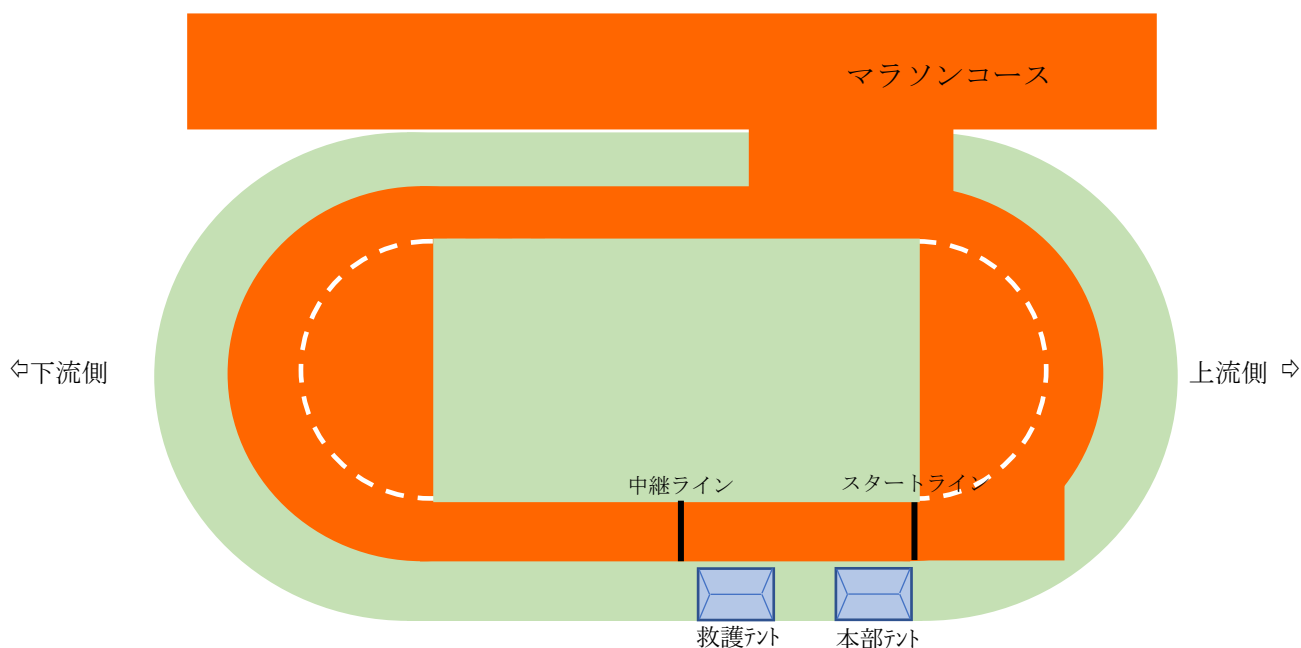 マラソンコース
⇦下流側
上流側 ⇨
中継ライン
スタートライン
救護ﾃﾝﾄ
本部ﾃﾝﾄ